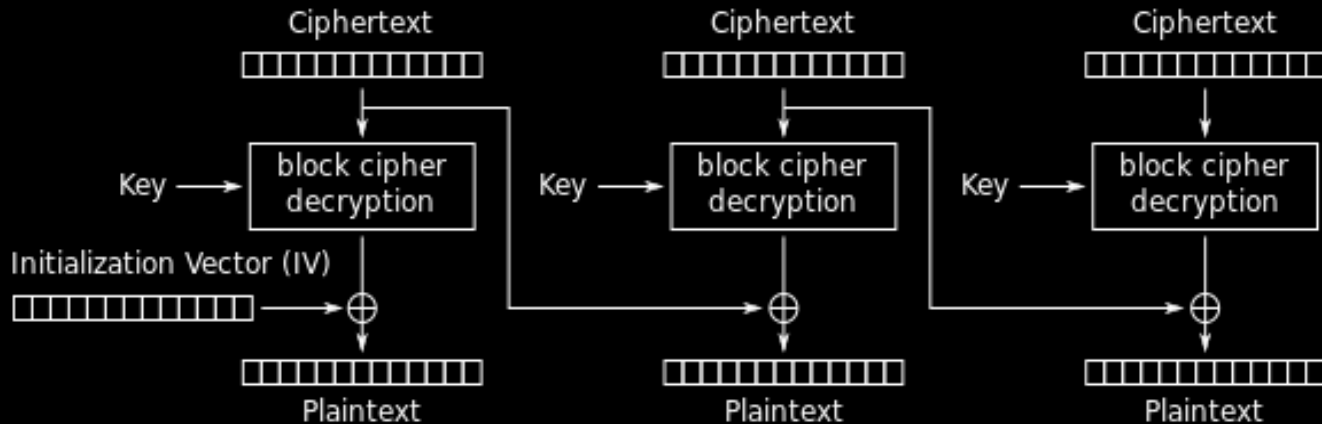 Ciphertext
Ciphertext
Ciphertext
Key
block cipher
decryption
Key
block cipher
decryption
Key
block cipher
decryption
Initialization Vector (IV)
Plaintext
Plaintext
Plaintext